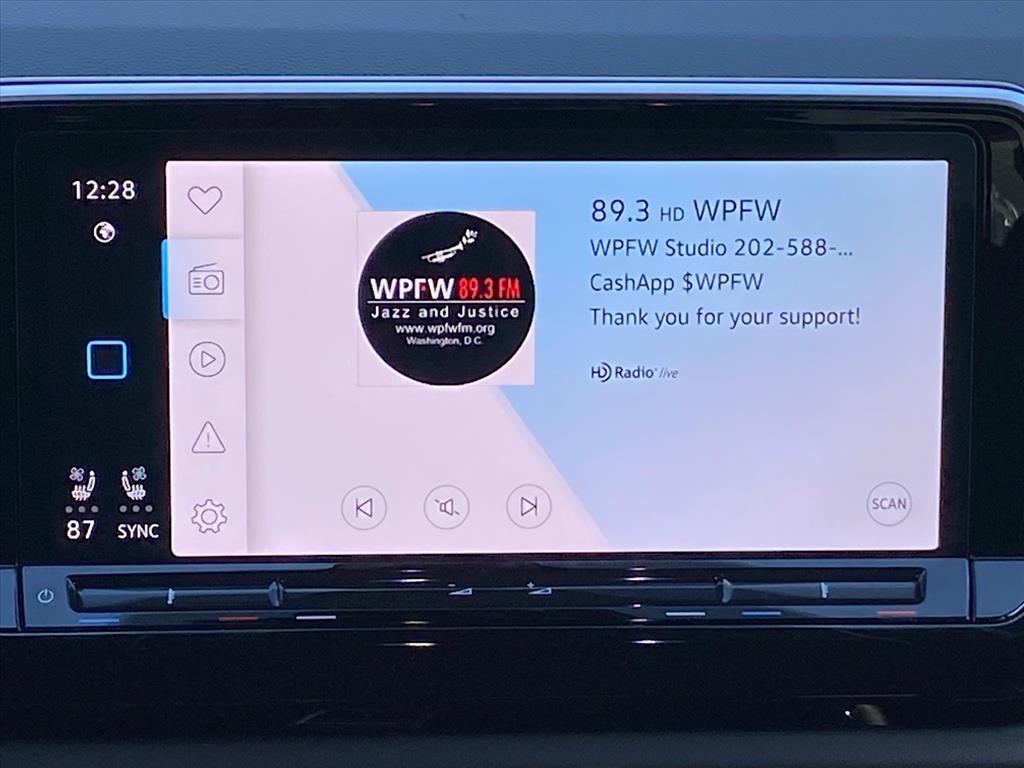 12:28
WPFW 89.3 FM
Jazz and Justice
www.wpfwfm.org
Washington, D.C.
89.3 HD WPFW
WPFW Studio 202-588-...
CashApp $WPFW
Thank you for your support!
HD Radio live
SCAN
87 SYNC